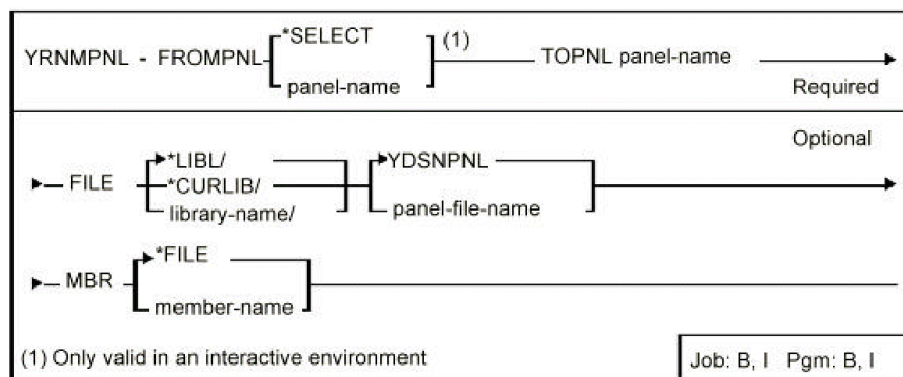 *SELECT
YRNMPNL - FROMPNL (1) TOPNL panel-name
panel-name
Required
Optional
*LIBL/ YDSNPNL
FILE *CURLIB/
library-name/ panel-file-name
*FILE
MBR
member-name
(1) Only valid in an interactive environment
Job: B, I Pgm: B, I